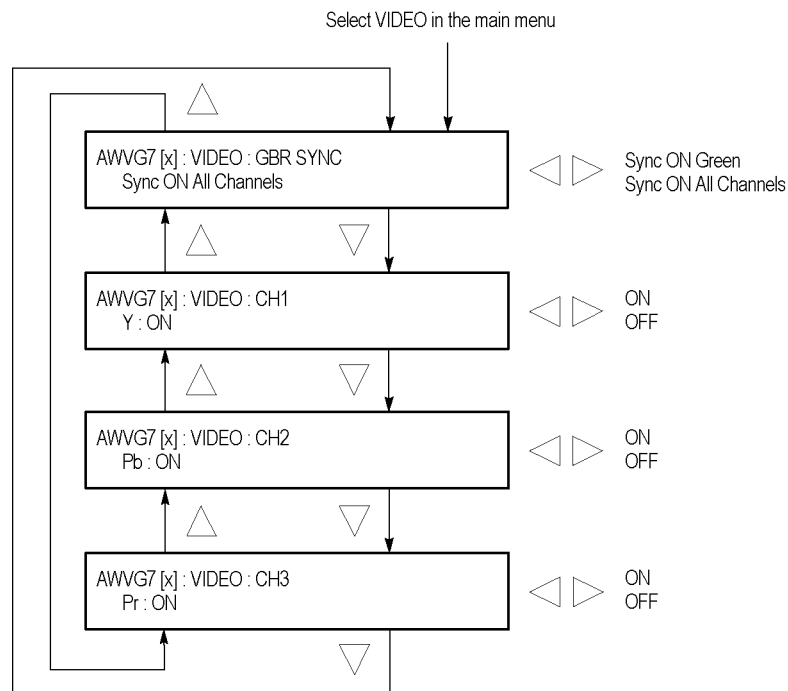 Select VIDEO in the main menu
AWVG7 [x] : VIDEO : GBR SYNC
Sync ON All Channels
Sync ON Green
Sync ON All Channels
AWVG7 [x] : VIDEO : CH1
Y : ON
ON
OFF
AWVG7 [x] : VIDEO : CH2
Pb : ON
ON
OFF
AWVG7 [x] : VIDEO : CH3
Pr : ON
ON
OFF